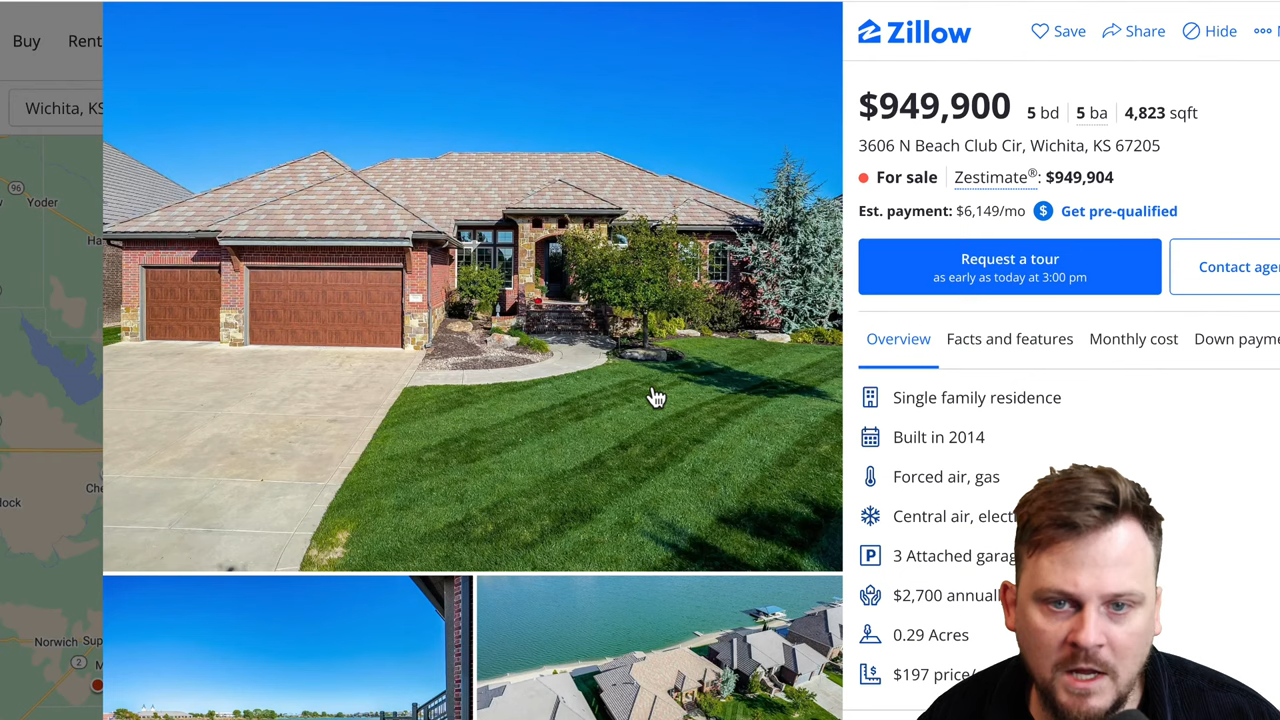 Buy Rent
Wichita, KS
96
Yoder
Norwich
2
Zillow
Save Share Hide
$949,900 5 bd 5 ba 4,823 sqft
3606 N Beach Club Cir, Wichita, KS 67205
For sale Zestimate®: $949,904
Est. payment: $6,149/mo $ Get pre-qualified
Request a tour
as early as today at 3:00 pm
Contact age
Overview Facts and features Monthly cost Down payme
Single family residence
Built in 2014
Forced air, gas
Central air, elect
P 3 Attached garag
$2,700 annuall
0.29 Acres
$197 price/